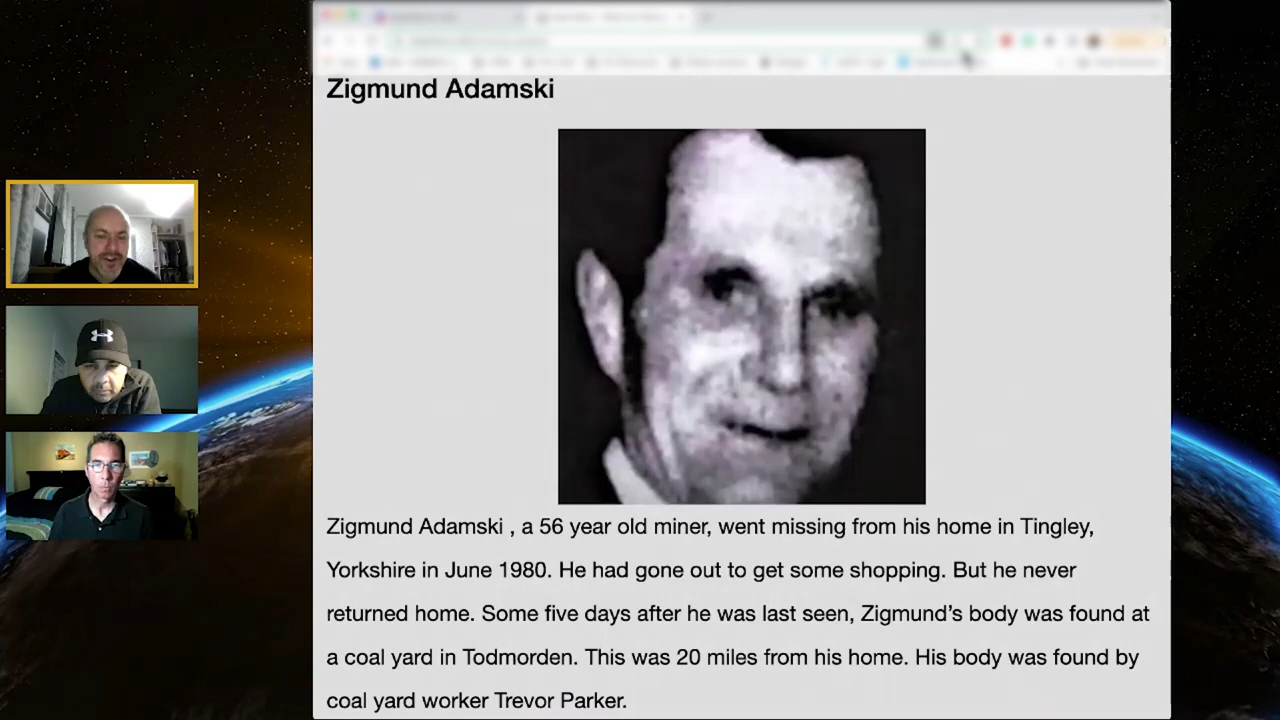 Zigmund Adamski
Zigmund Adamski , a 56 year old miner, went missing from his home in Tingley,
Yorkshire in June 1980. He had gone out to get some shopping. But he never
returned home. Some five days after he was last seen, Zigmund’s body was found at
a coal yard in Todmorden. This was 20 miles from his home. His body was found by
coal yard worker Trevor Parker.